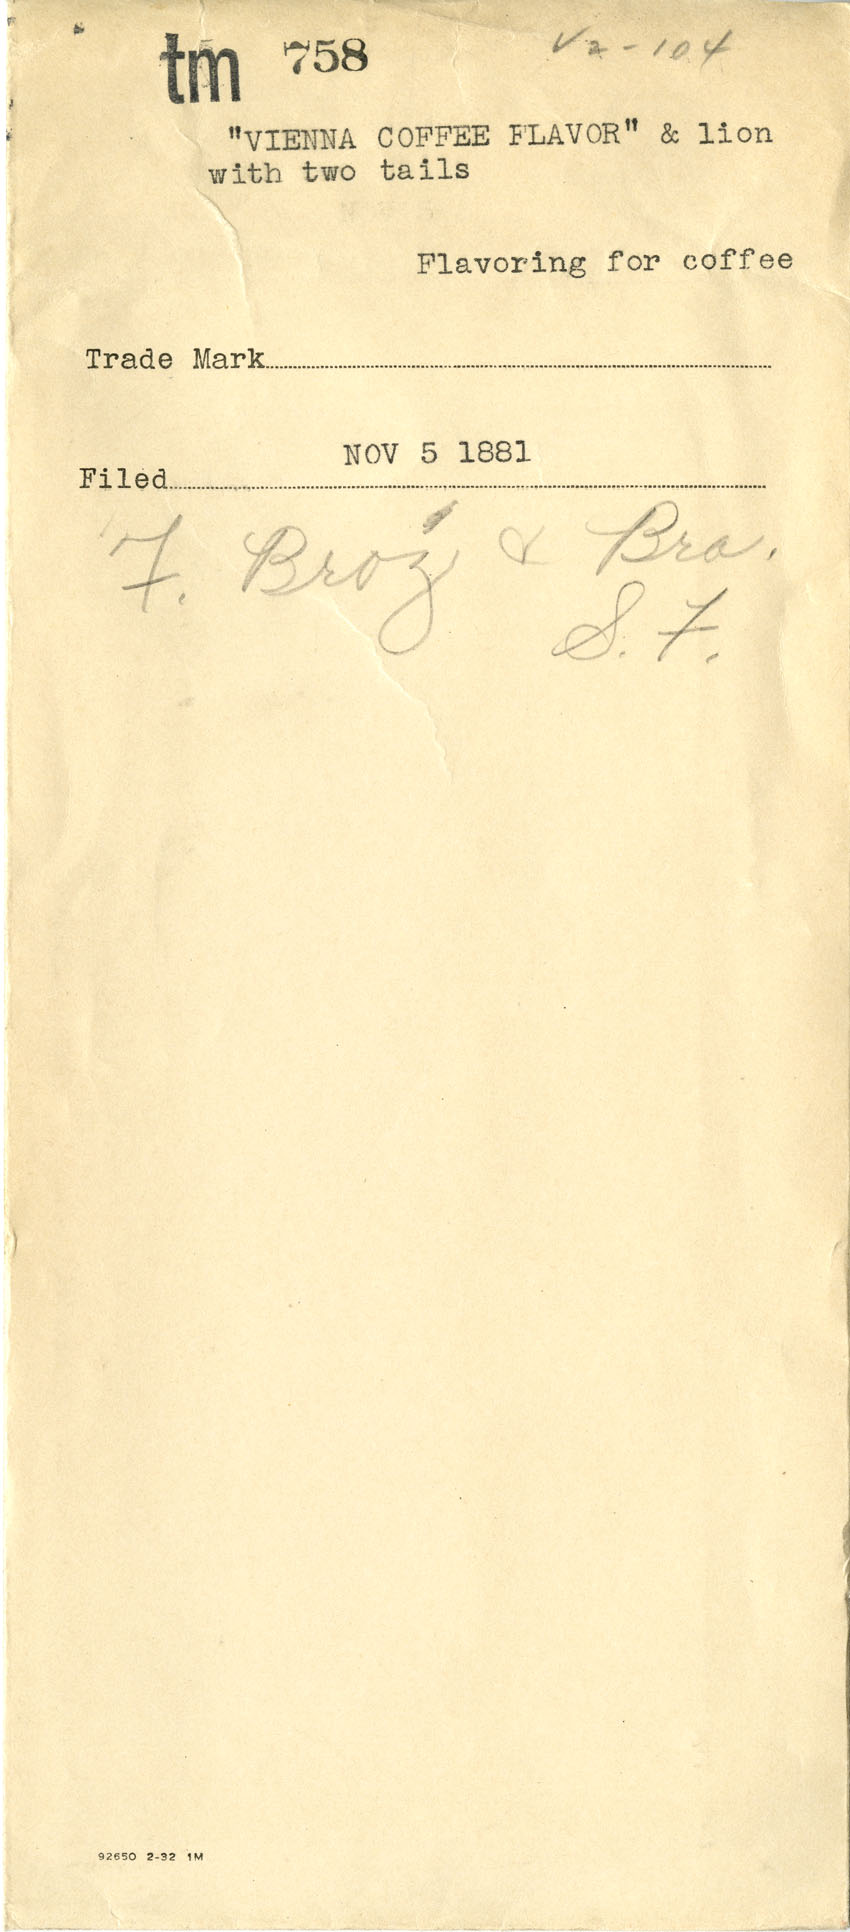 tm 758 V2-104
"VIENNA COFFEE FLAVOR" & lion
with two tails
Flavoring for coffee
Trade Mark
NOV 5 1881
Filed
F. Brož & Bro.
S. F.
92650 2-32 1M